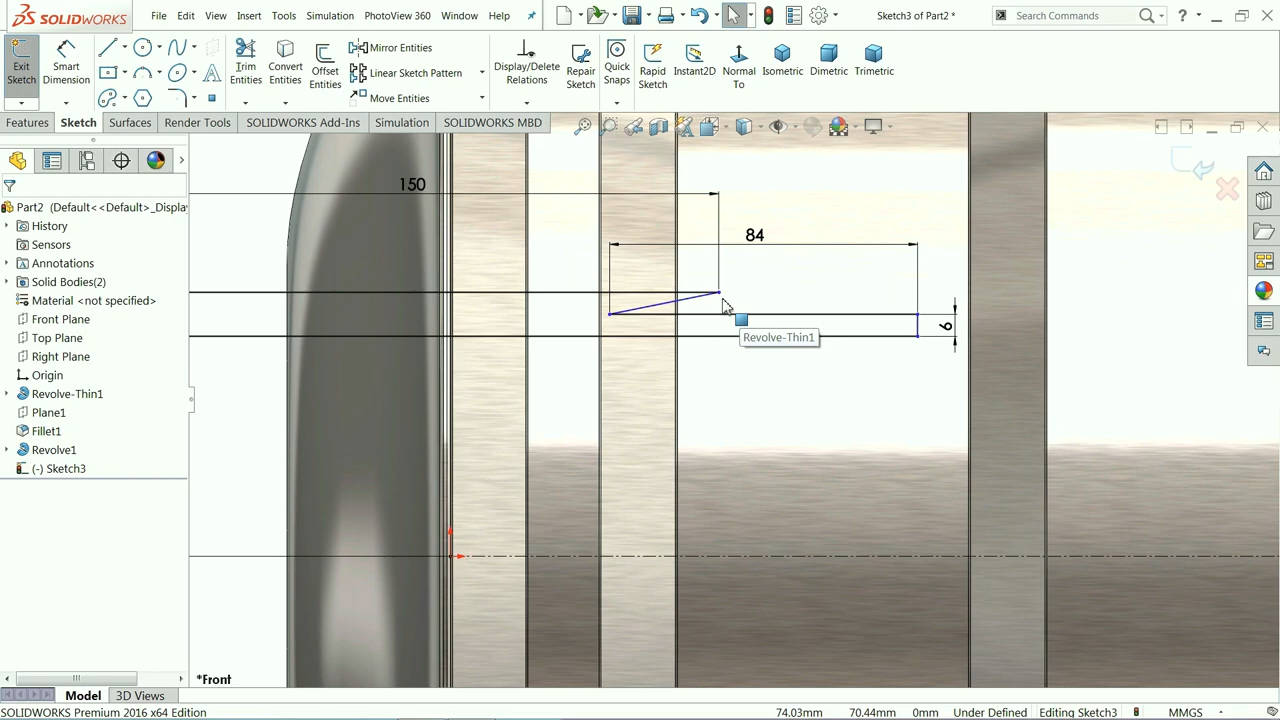 SOLIDWORKS
File Edit View Insert Tools Simulation PhotoView 360 Window Help
Sketch3 of Part2 *
Search Commands
Exit Sketch
Smart Dimension
Trim Entities
Convert Entities
Offset Entities
Mirror Entities
Linear Sketch Pattern
Move Entities
Display/Delete Relations
Repair Sketch
Quick Snaps
Rapid Sketch
Instant2D
Normal To
Isometric
Dimetric
Trimetric
Features Sketch Surfaces Render Tools SOLIDWORKS Add-Ins Simulation SOLIDWORKS MBD
Part2 (Default<<Default>_Displa
History
Sensors
Annotations
Solid Bodies(2)
Material <not specified>
Front Plane
Top Plane
Right Plane
Origin
Revolve-Thin1
Plane1
Fillet1
Revolve1
(-) Sketch3
150
84
6
Revolve-Thin1
*Front
Model 3D Views
SOLIDWORKS Premium 2016 x64 Edition
74.03mm 70.44mm 0mm Under Defined Editing Sketch3 MMGS